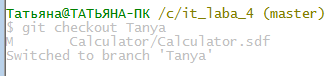 Татьяна@ТАТЬЯНА-ПК /c/it_laba_4 (master)
$ git checkout Tanya
M       Calculator/Calculator.sdf
Switched to branch 'Tanya'